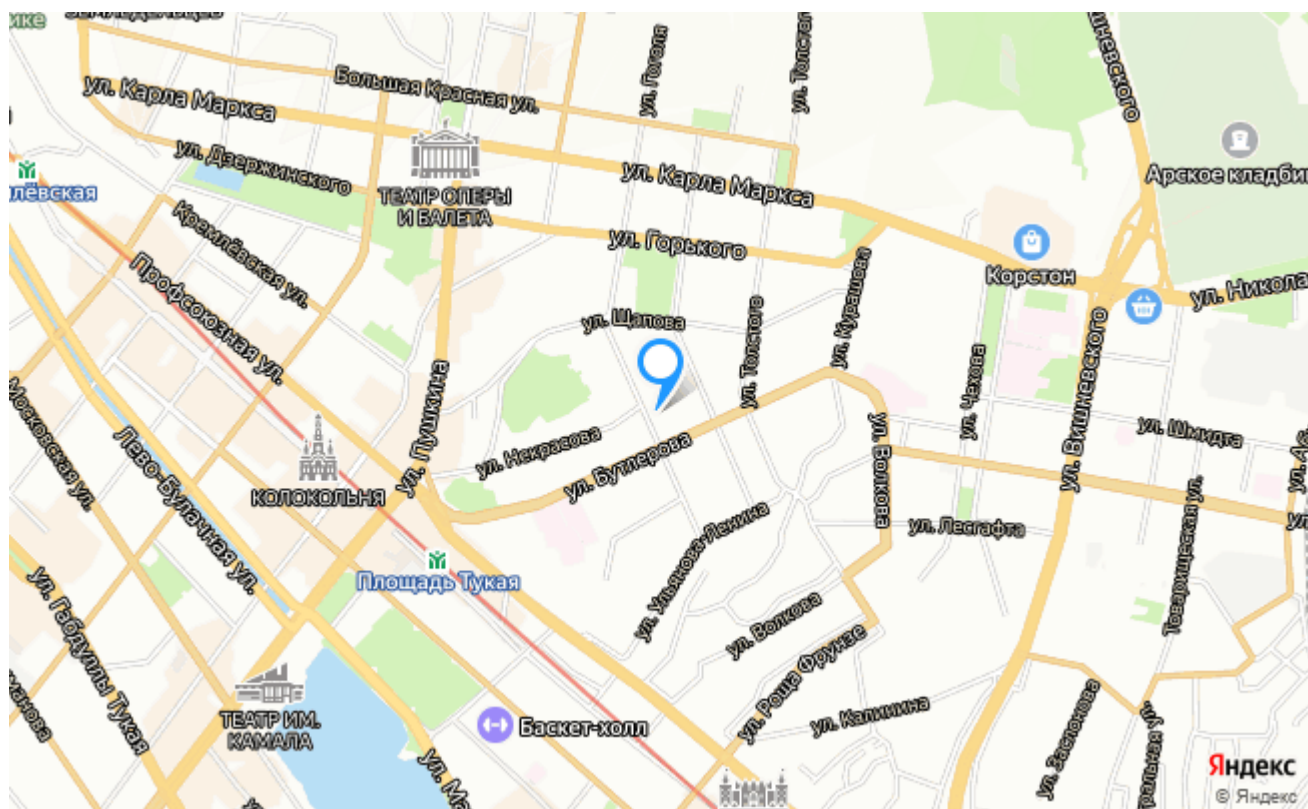 ул. Гоголя
ул. Толстого
Большая Красная ул.
ул. Карла Маркса
ул. Дзержинского
ТЕАТР ОПЕРЫ
И БАЛЕТА
ул. Карла Маркса
Арское кладби
лёвская
Кремлёвская ул.
ул. Горького
Корстон
ул. Никола
Профсоюзная ул.
ул. Щапова
ул. Курашова
ул. Толстого
ул. Вишневского
ул. Пушкина
ул. Чехова
ул. Шмидта
Московская ул.
Лево-Булачная ул.
КОЛОКОЛЬНЯ
ул. Некрасова
ул. Бутлерова
ул. Волкова
ул. Лесгафта
Товарищеская ул.
Площадь Тукая
ул. Ульянова-Ленина
ул. Габдуллы Тукая
ул. Волкова
ул. Роща Фрунзе
ТЕАТР ИМ.
КАМАЛА
Баскет-холл
ул. Калинина
ул. Заслонова
Яндекс
© Яндекс